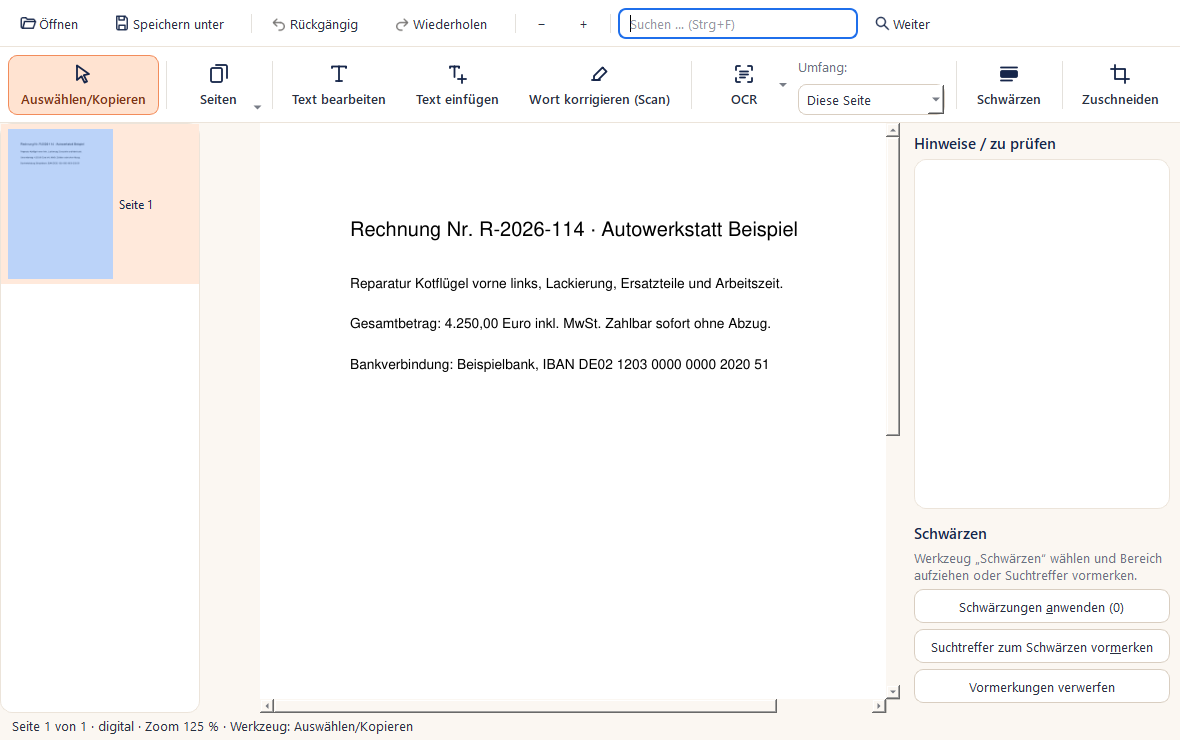 Öffnen
Speichern unter
Rückgängig
Wiederholen
−
+
Suchen ... (Strg+F)
Weiter
Auswählen/Kopieren
Seiten
Text bearbeiten
Text einfügen
Wort korrigieren (Scan)
OCR
Umfang:
Diese Seite
Schwärzen
Zuschneiden
Seite 1
Rechnung Nr. R-2026-114 · Autowerkstatt Beispiel
Reparatur Kotflügel vorne links, Lackierung, Ersatzteile und Arbeitszeit.
Gesamtbetrag: 4.250,00 Euro inkl. MwSt. Zahlbar sofort ohne Abzug.
Bankverbindung: Beispielbank, IBAN DE02 1203 0000 0000 2020 51
Hinweise / zu prüfen
Schwärzen
Werkzeug „Schwärzen“ wählen und Bereich
aufziehen oder Suchtreffer vormerken.
Schwärzungen anwenden (0)
Suchtreffer zum Schwärzen vormerken
Vormerkungen verwerfen
Seite 1 von 1 · digital · Zoom 125 % · Werkzeug: Auswählen/Kopieren